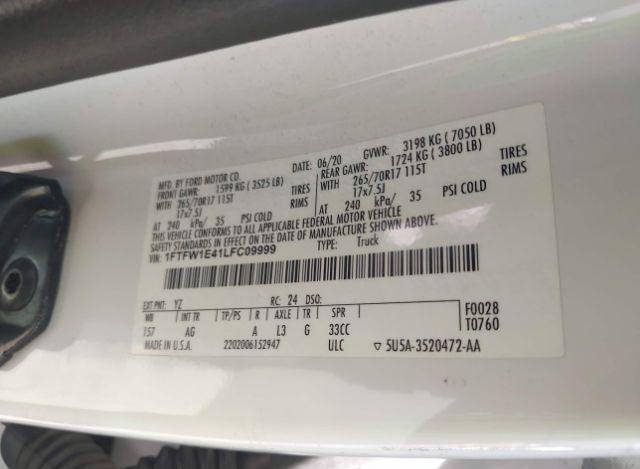 MFD. BY FORD MOTOR CO. DATE: 06/20 GVWR: 3198 KG ( 7050 LB)
FRONT GAWR: 1599 KG (3525 LB) REAR GAWR: 1724 KG ( 3800 LB)
WITH 265/70R17 115T TIRES WITH 265/70R17 115T TIRES
17x7.5J RIMS 17x7.5J RIMS
AT 240 kPa/ 35 PSI COLD AT 240 kPa/ 35 PSI COLD
THIS VEHICLE CONFORMS TO ALL APPLICABLE FEDERAL MOTOR VEHICLE
SAFETY STANDARDS AND BUMPER STANDARDS IN EFFECT ON THE DATE OF MANUFACTURE SHOWN ABOVE.
VIN: 1FTFW1E41LFC09999 TYPE: Truck
EXT PNT: YZ RC: 24 DSO: F0028
WB INT TR TP/PS R AXLE TR SPR T0760
157 AG A L3 G 33CC
MADE IN U.S.A. 2202006152947 ULC ▽ 5U5A-3520472-AA